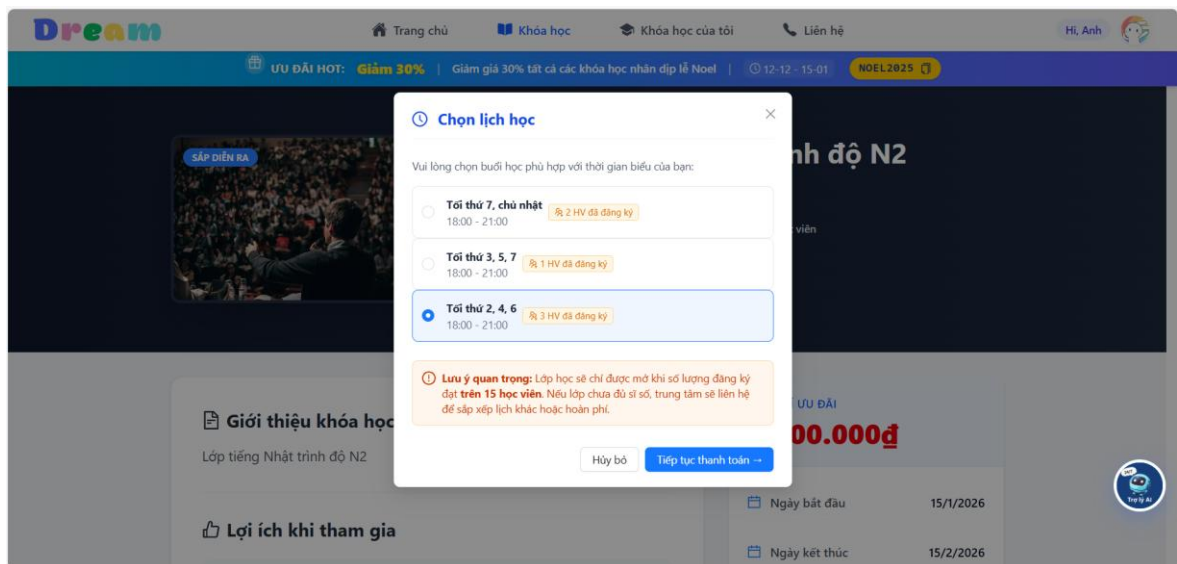 Dream
Trang chủ
Khóa học
Khóa học của tôi
Liên hệ
Hi, Anh
ƯU ĐÃI HOT: Giảm 30% | Giảm giá 30% tất cả các khóa học nhân dịp lễ Noel | 12-12 - 15-01 NOEL2025
Chọn lịch học
SẮP DIỄN RA
nh độ N2
Vui lòng chọn buổi học phù hợp với thời gian biểu của bạn:
Tối thứ 7, chủ nhật 2 HV đã đăng ký
18:00 - 21:00
viên
Tối thứ 3, 5, 7 1 HV đã đăng ký
18:00 - 21:00
Tối thứ 2, 4, 6 3 HV đã đăng ký
18:00 - 21:00
Lưu ý quan trọng: Lớp học sẽ chỉ được mở khi số lượng đăng ký
đạt trên 15 học viên. Nếu lớp chưa đủ sĩ số, trung tâm sẽ liên hệ
để sắp xếp lịch khác hoặc hoàn phí.
Hủy bỏ
Tiếp tục thanh toán →
Giới thiệu khóa học
Lớp tiếng Nhật trình độ N2
Lợi ích khi tham gia
ƯU ĐÃI
00.000₫
Ngày bắt đầu 15/1/2026
Ngày kết thúc 15/2/2026
Trợ lý AI